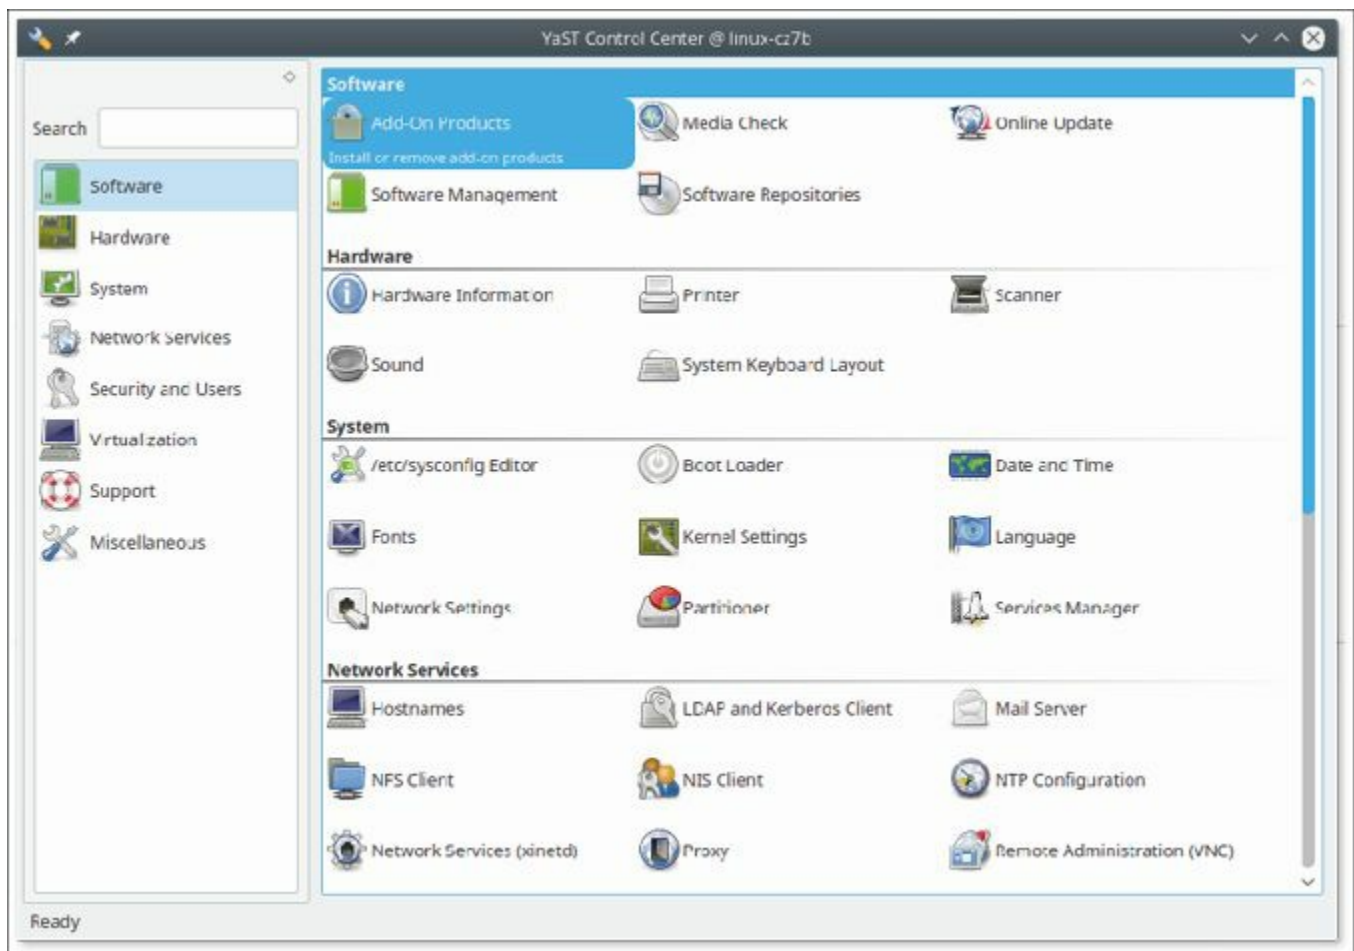 YaST Control Center @ linux-cz7b
Search
Software
Hardware
System
Network Services
Security and Users
Virtualization
Support
Miscellaneous
Software
Add-On Products
Install or remove add-on products
Media Check
Online Update
Software Management
Software Repositories
Hardware
Hardware Information
Printer
Scanner
Sound
System Keyboard Layout
System
/etc/sysconfig Editor
Boot Loader
Date and Time
Fonts
Kernel Settings
Language
Network Settings
Partitioner
Services Manager
Network Services
Hostnames
LDAP and Kerberos Client
Mail Server
NFS Client
NIS Client
NTP Configuration
Network Services (xinetd)
Proxy
Remote Administration (VNC)
Ready